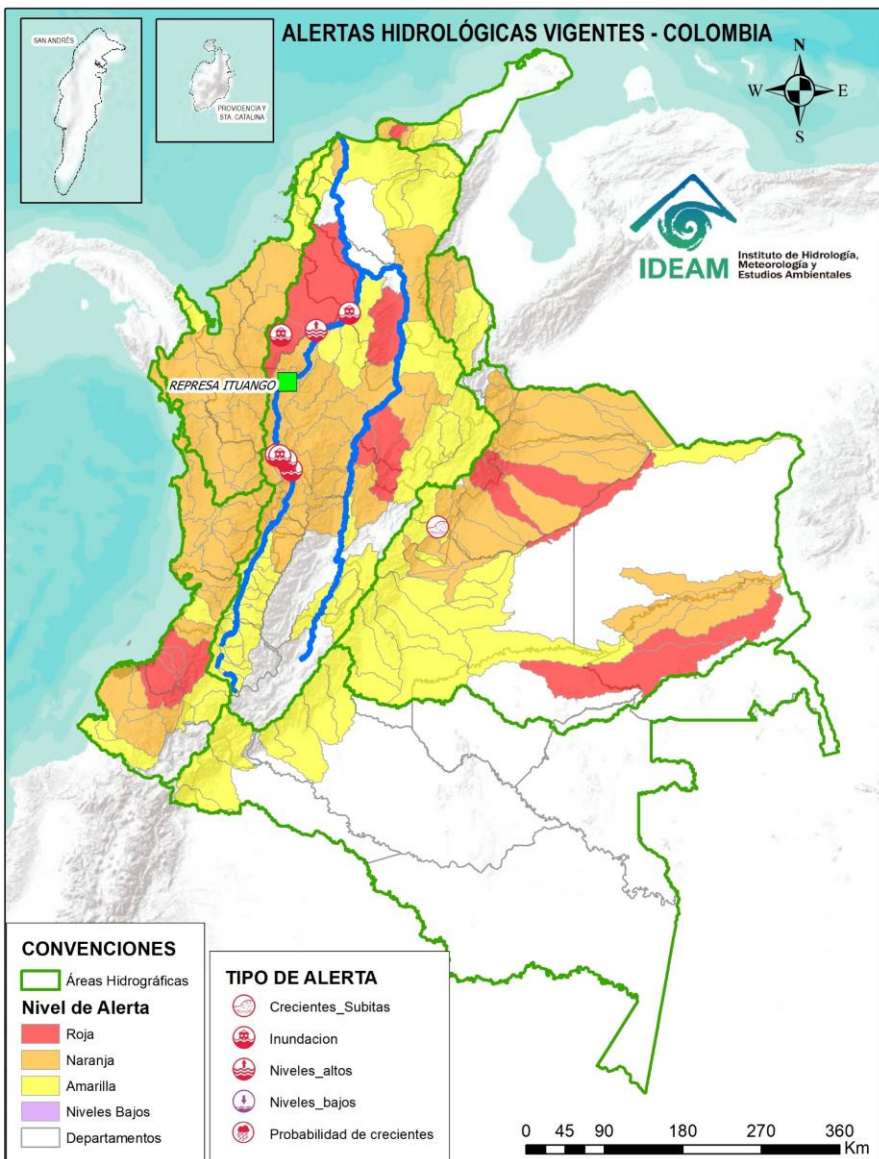 ALERTAS HIDROLÓGICAS VIGENTES - COLOMBIA
SAN ANDRÉS
PROVIDENCIA Y
STA. CATALINA
N
W
E
S
IDEAM
Instituto de Hidrología,
Meteorología y
Estudios Ambientales
REPRESA ITUANGO
CONVENCIONES
Áreas Hidrográficas
Nivel de Alerta
Roja
Naranja
Amarilla
Niveles Bajos
Departamentos
TIPO DE ALERTA
Crecientes_Subitas
Inundacion
Niveles_altos
Niveles_bajos
Probabilidad de crecientes
0 45 90 180 270 360
Km